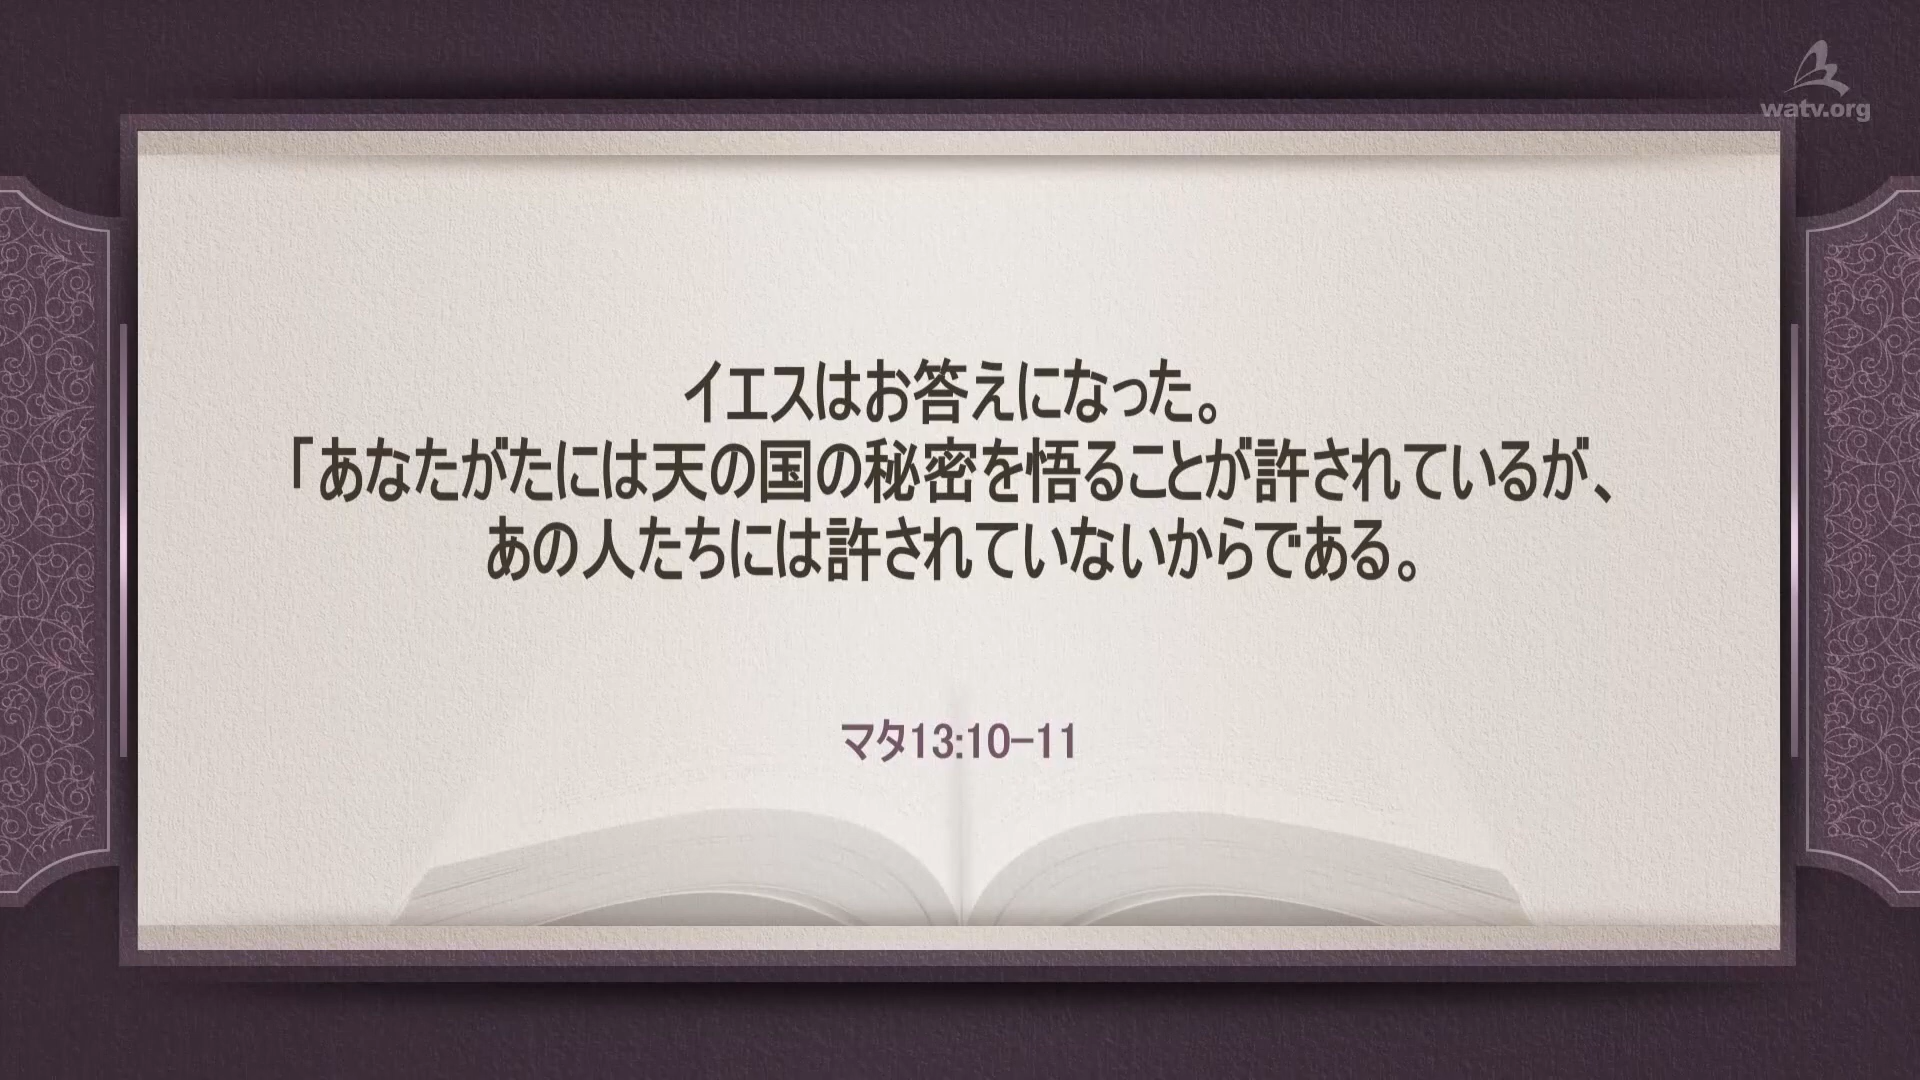 watv.org
イエスはお答えになった。
「あなたがたには天の国の秘密を悟ることが許されているが、
あの人たちには許されていないからである。
マタ13:10-11